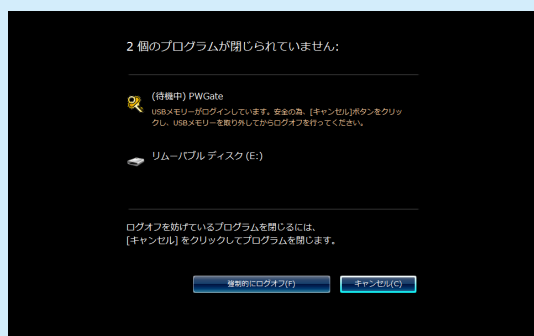 2 個のプログラムが閉じられていません:
(待機中) PWGate
USBメモリーがログインしています。安全の為、[キャンセル]ボタンをクリッ
クし、USBメモリーを取り外してからログオフを行ってください。
リムーバブル ディスク (E:)
ログオフを妨げているプログラムを閉じるには、
[キャンセル] をクリックしてプログラムを閉じます。
強制的にログオフ(F)
キャンセル(C)